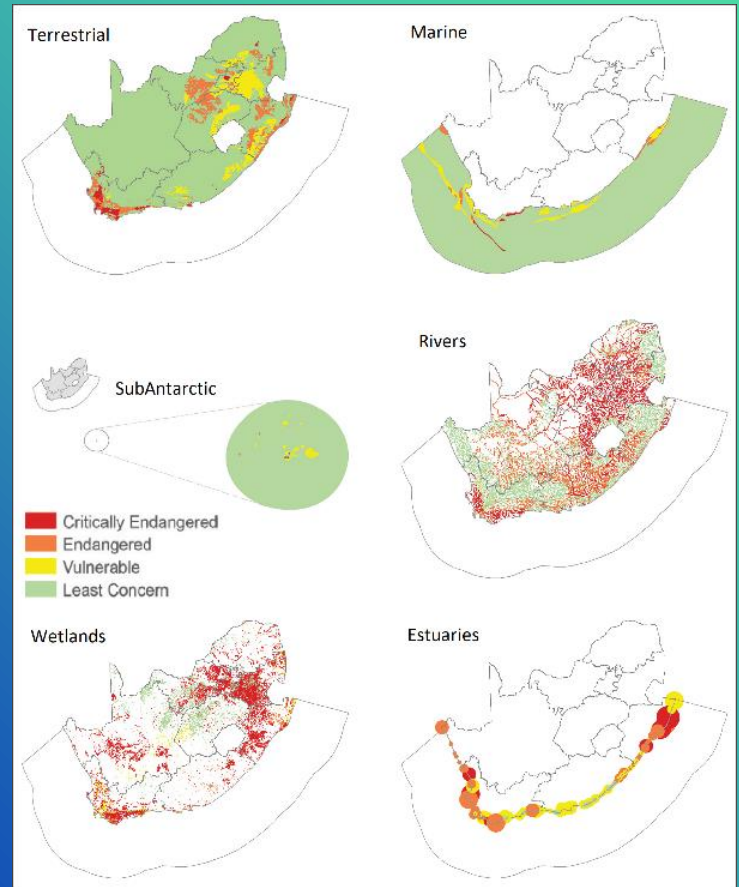 Terrestrial
Marine
SubAntarctic
Rivers
Critically Endangered
Endangered
Vulnerable
Least Concern
Wetlands
Estuaries